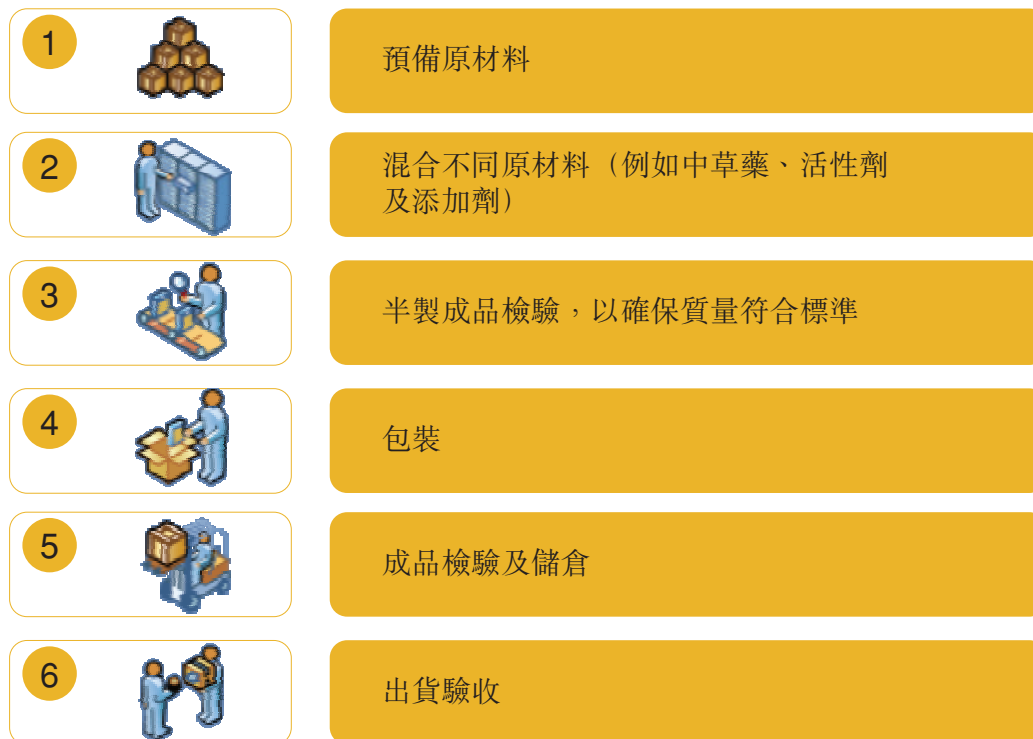 1
預備原材料
2
混合不同原材料（例如中草藥、活性劑
及添加劑）
3
半製成品檢驗，以確保質量符合標準
4
包裝
5
成品檢驗及儲倉
6
出貨驗收